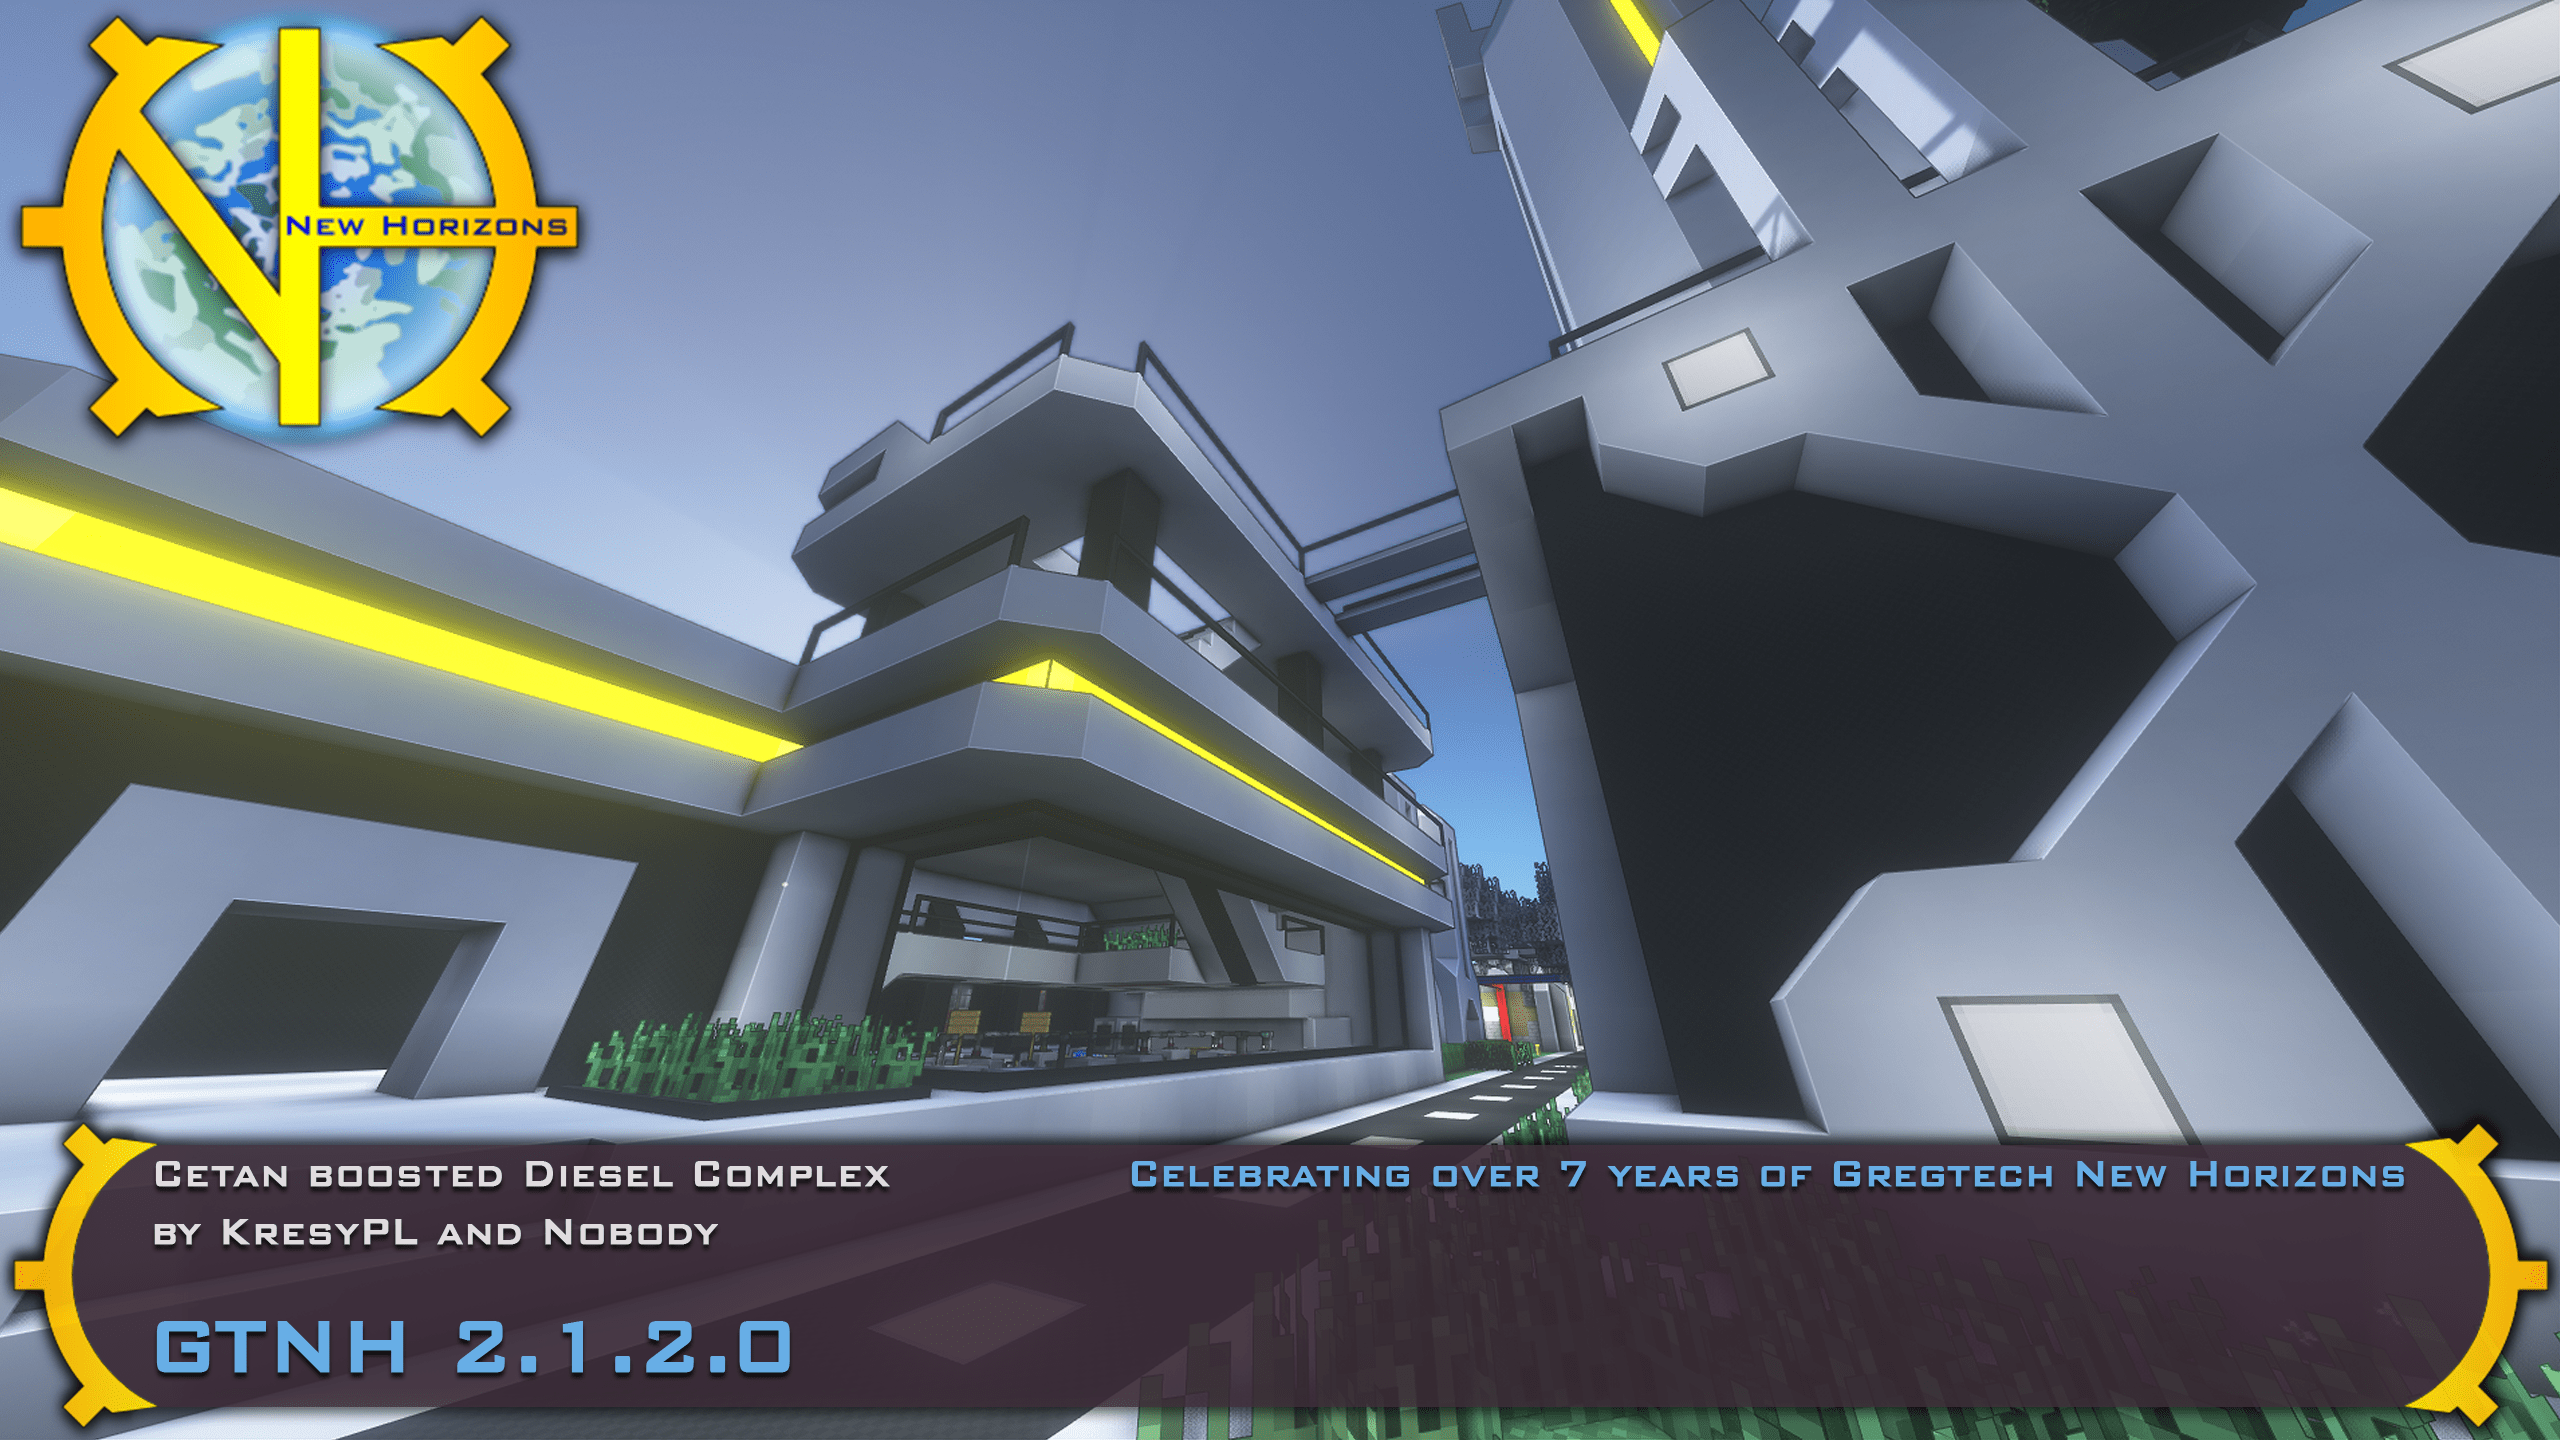 New Horizons
Cetan boosted Diesel Complex
by KresyPL and Nobody
Celebrating over 7 years of Gregtech New Horizons
GTNH 2.1.2.0